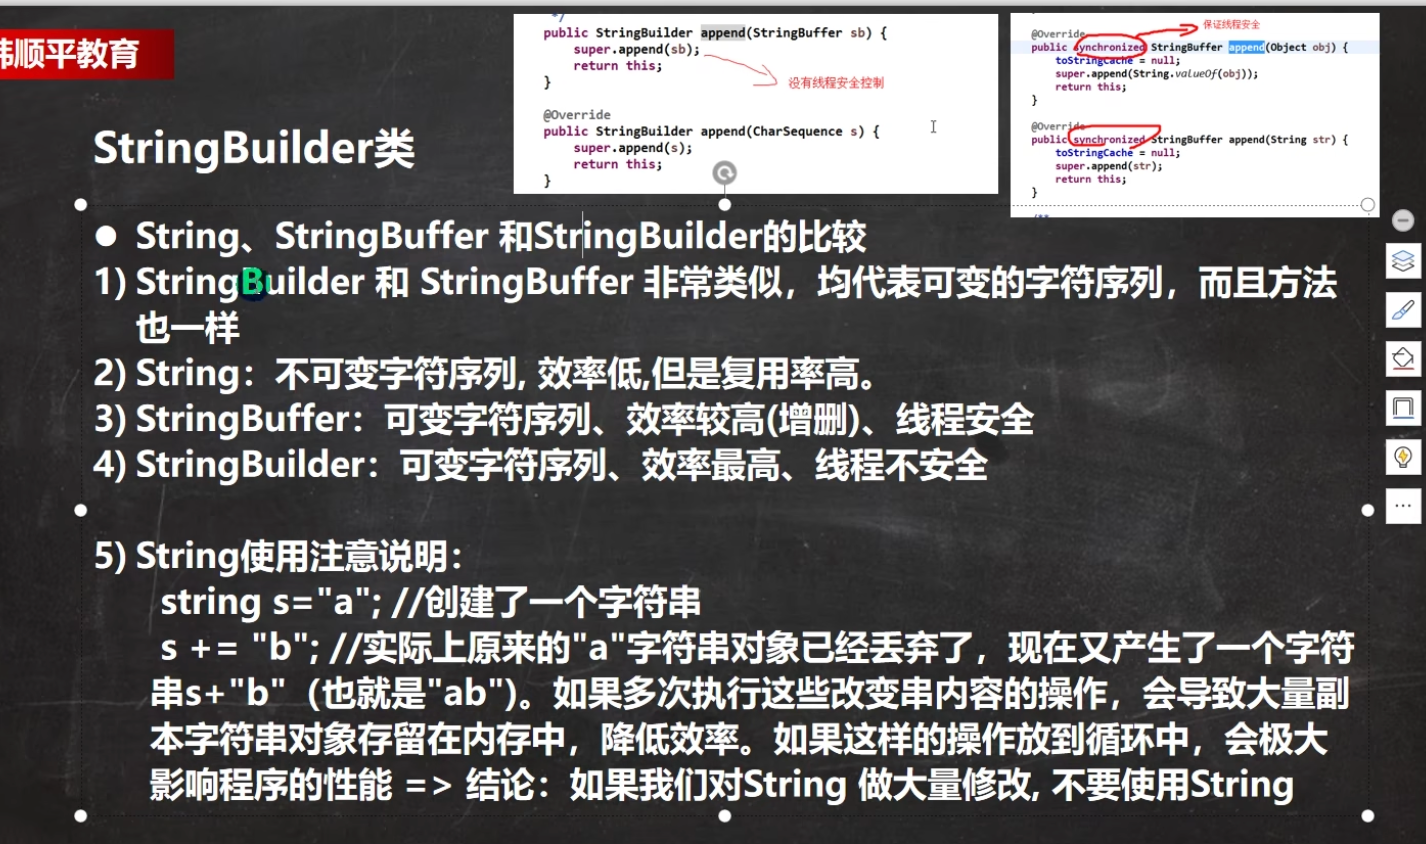 韩顺平教育
*/
public StringBuilder append(StringBuffer sb) {
super.append(sb);
return this;
}
没有线程安全控制
@Override
public StringBuilder append(CharSequence s) {
super.append(s);
return this;
}
保证线程安全
@Override
public synchronized StringBuffer append(Object obj) {
toStringCache = null;
super.append(String.valueOf(obj));
return this;
}
@Override
public synchronized StringBuffer append(String str) {
toStringCache = null;
super.append(str);
return this;
}
/**
StringBuilder类
● String、StringBuffer 和StringBuilder的比较
1) StringBuilder 和 StringBuffer 非常类似，均代表可变的字符序列，而且方法
也一样
2) String：不可变字符序列, 效率低,但是复用率高。
3) StringBuffer：可变字符序列、效率较高(增删)、线程安全
4) StringBuilder：可变字符序列、效率最高、线程不安全
5) String使用注意说明：
string s="a"; //创建了一个字符串
s += "b"; //实际上原来的"a"字符串对象已经丢弃了，现在又产生了一个字符
串s+"b"（也就是"ab")。如果多次执行这些改变串内容的操作，会导致大量副
本字符串对象存留在内存中，降低效率。如果这样的操作放到循环中，会极大
影响程序的性能 => 结论：如果我们对String 做大量修改, 不要使用String